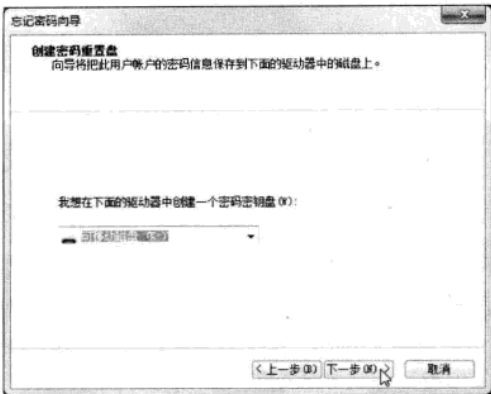 忘记密码向导
创建密码重置盘
向导将把此用户帐户的密码信息保存到下面的驱动器中的磁盘上。
我想在下面的驱动器中创建一个密码密钥盘(W):
<上一步(B) 下一步(N)> 取消